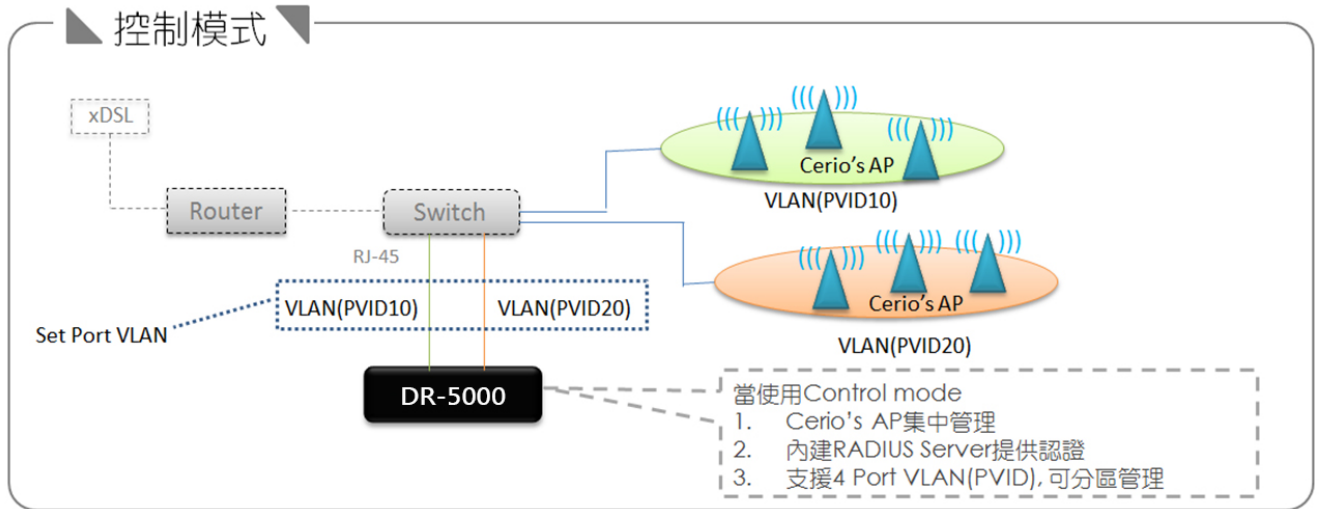 控制模式
xDSL
Router
Switch
RJ-45
Cerio's AP
VLAN(PVID10)
Cerio's AP
VLAN(PVID20)
VLAN(PVID10)
VLAN(PVID20)
Set Port VLAN
DR-5000
當使用Control mode
1. Cerio's AP集中管理
2. 內建RADIUS Server提供認證
3. 支援4 Port VLAN(PVID), 可分區管理